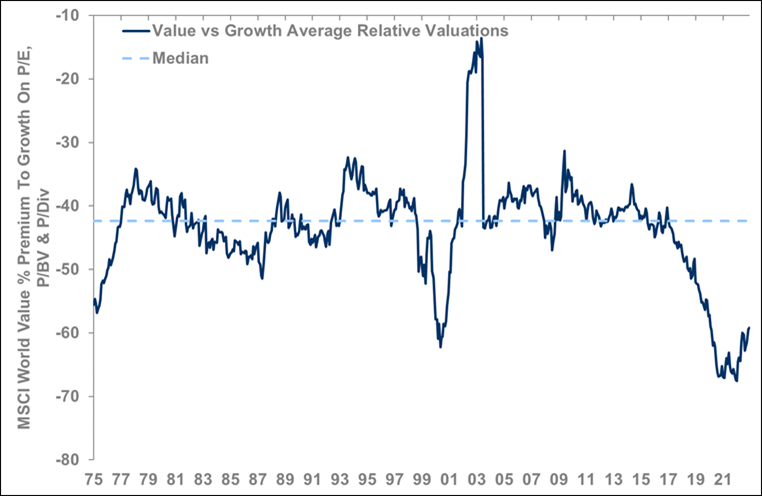 Value vs Growth Average Relative Valuations
Median
MSCI World Value % Premium To Growth On P/E,
P/BV & P/Div
-10
-20
-30
-40
-50
-60
-70
-80
75 77 79 81 83 85 87 89 91 93 95 97 99 01 03 05 07 09 11 13 15 17 19 21